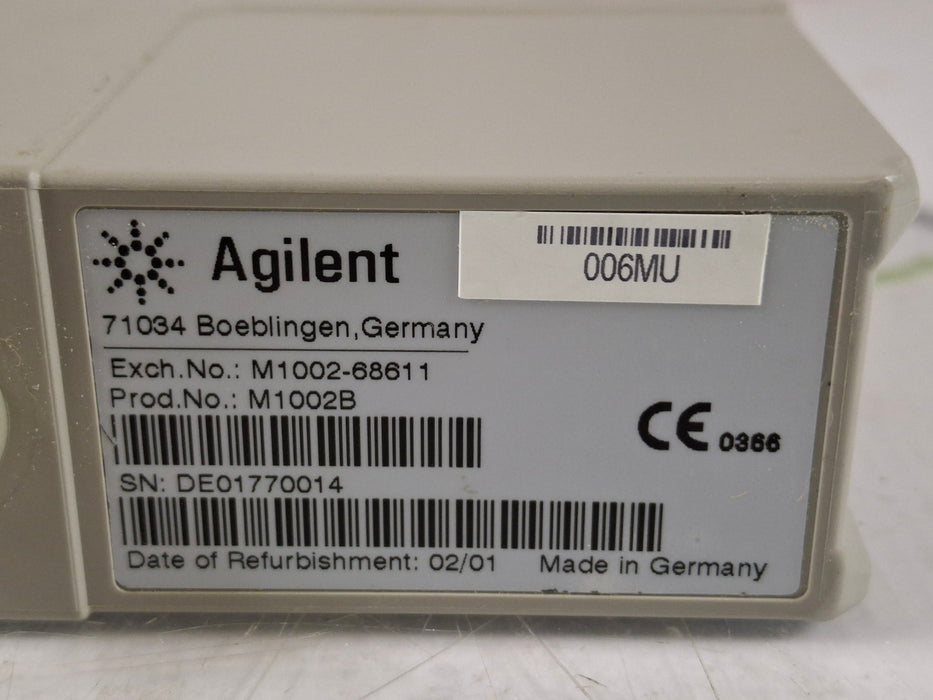 Agilent
006MU
71034 Boeblingen,Germany
Exch.No.: M1002-68611
Prod.No.: M1002B
CE 0366
SN: DE01770014
Date of Refurbishment: 02/01 Made in Germany